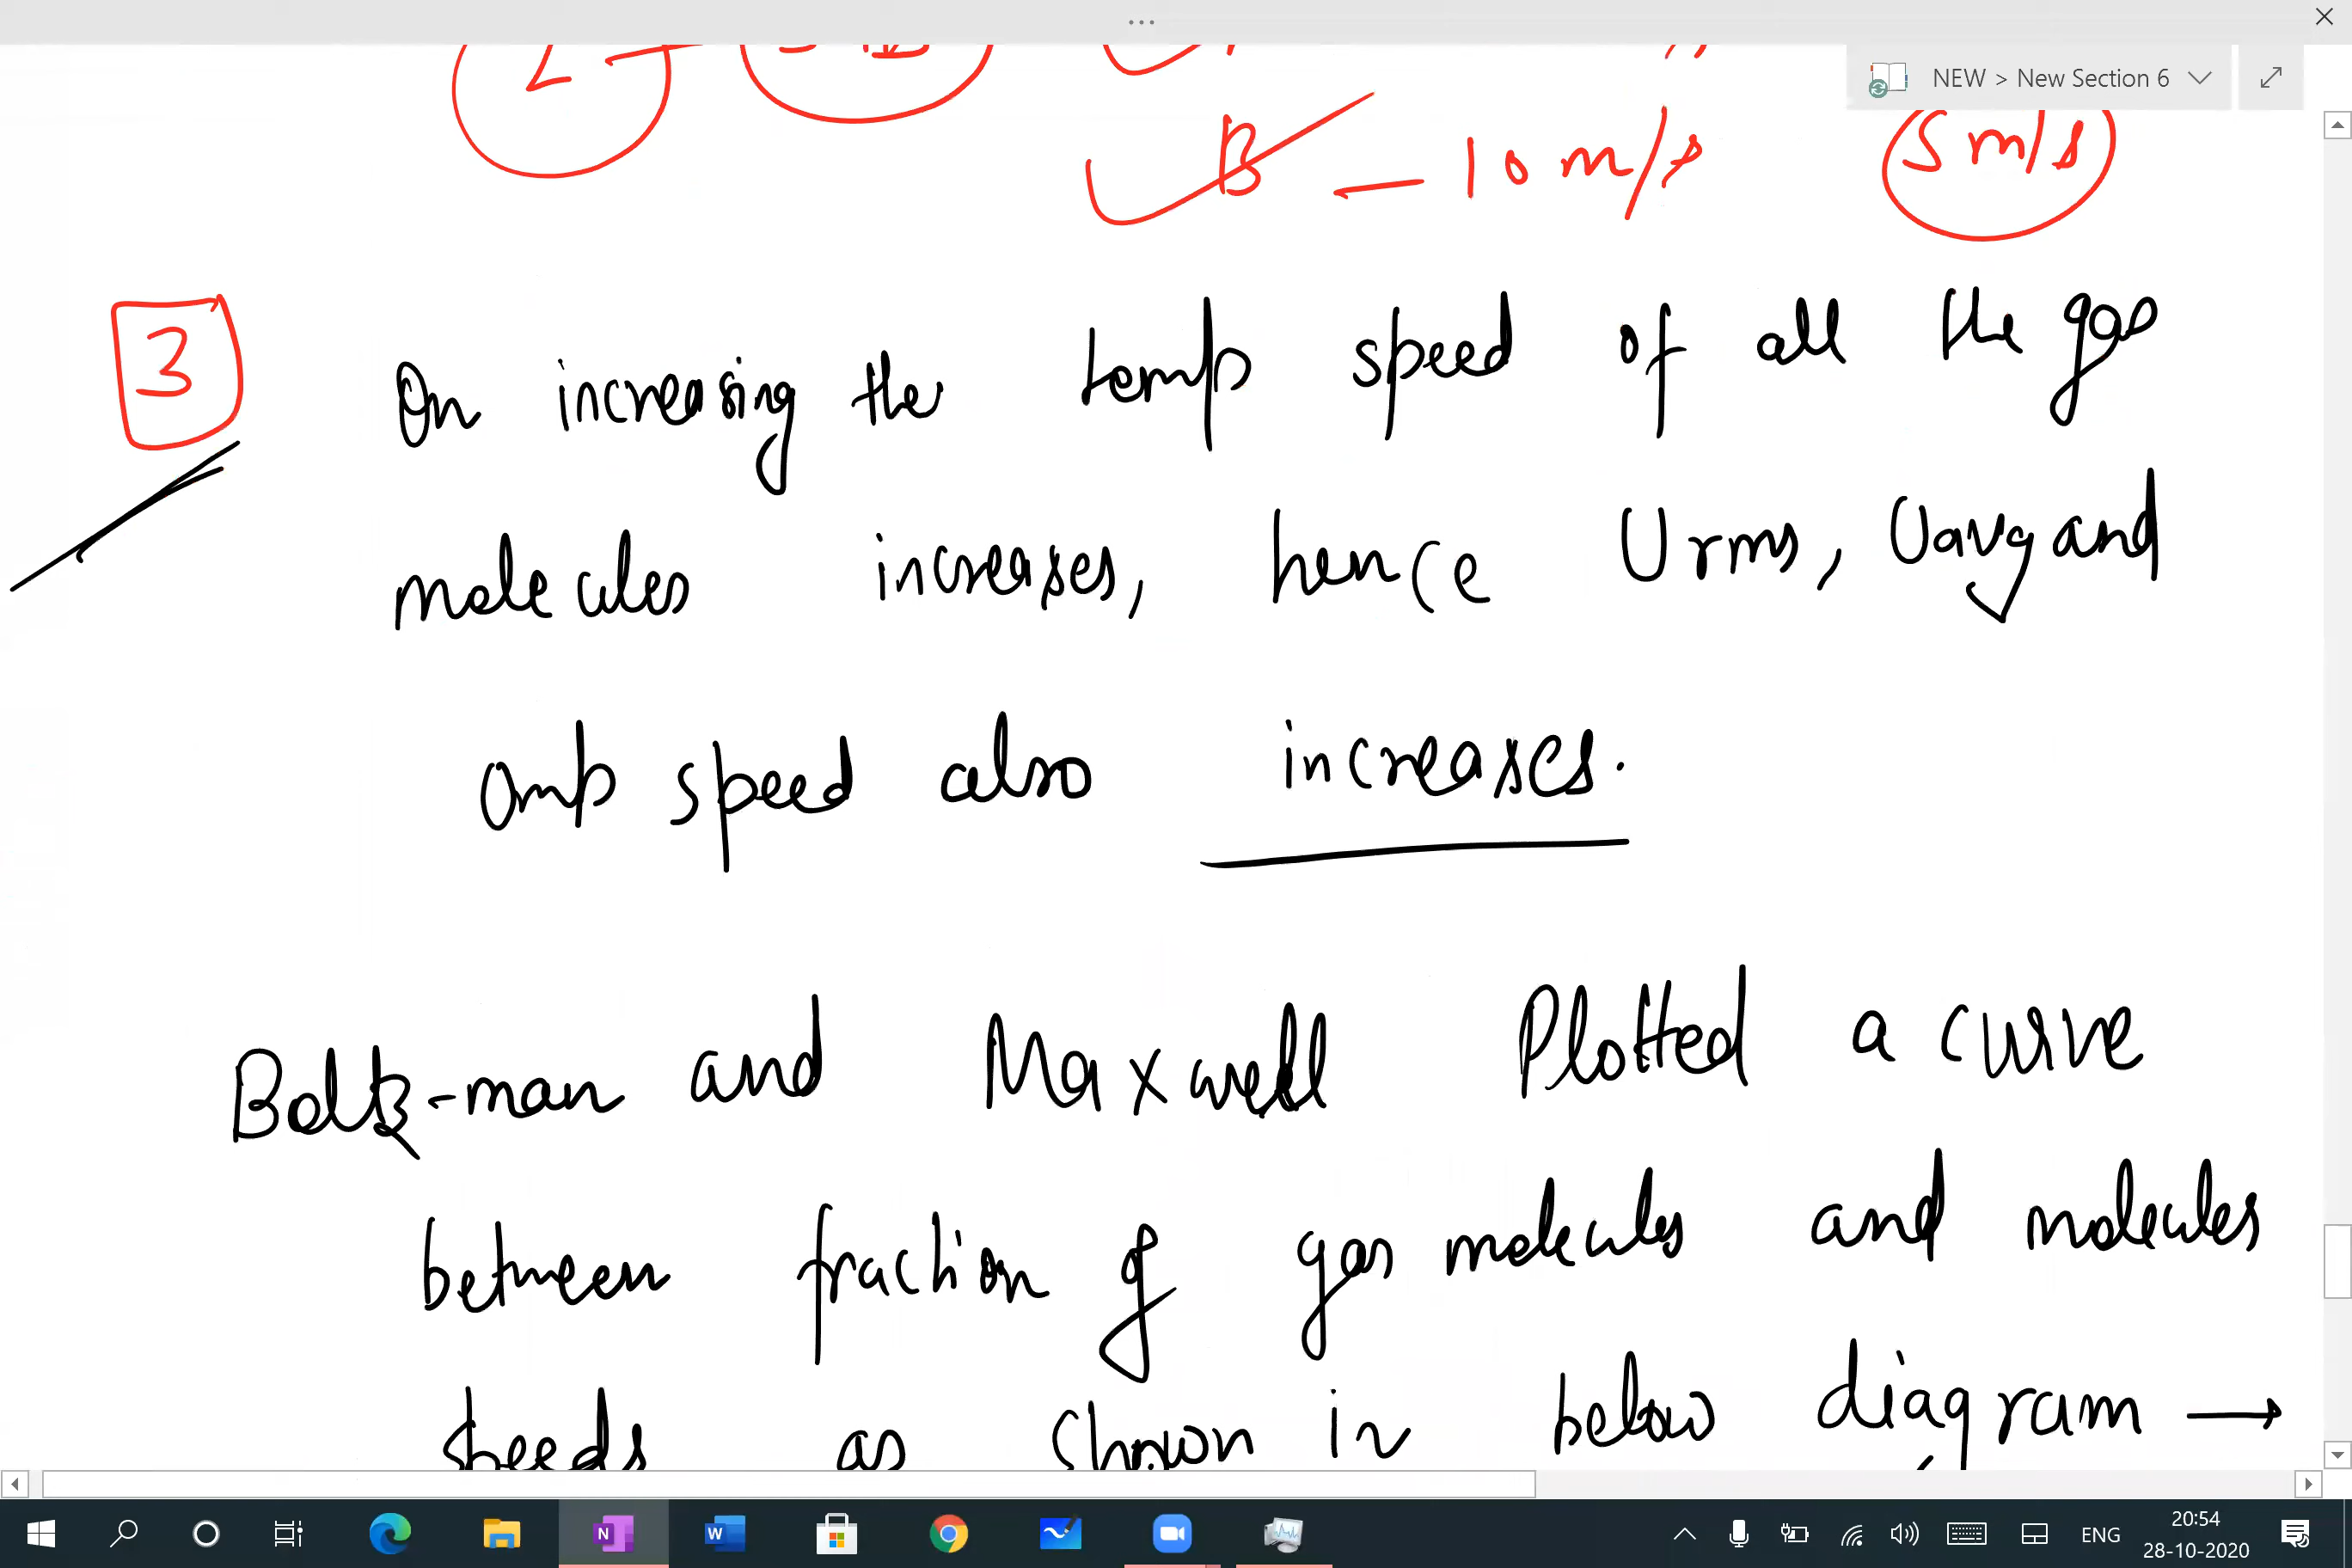 ...
NEW > New Section 6
B - 10 m/s
5 m/s
3
On increasing the temp speed of all the gas
molecules increases, hence Urms, Uavg and
Ump speed also increases.
Boltz-man and Maxwell Plotted a curve
between fraction of gas molecules and molecules
speeds as shown in below diagram →
ENG
20:54
28-10-2020